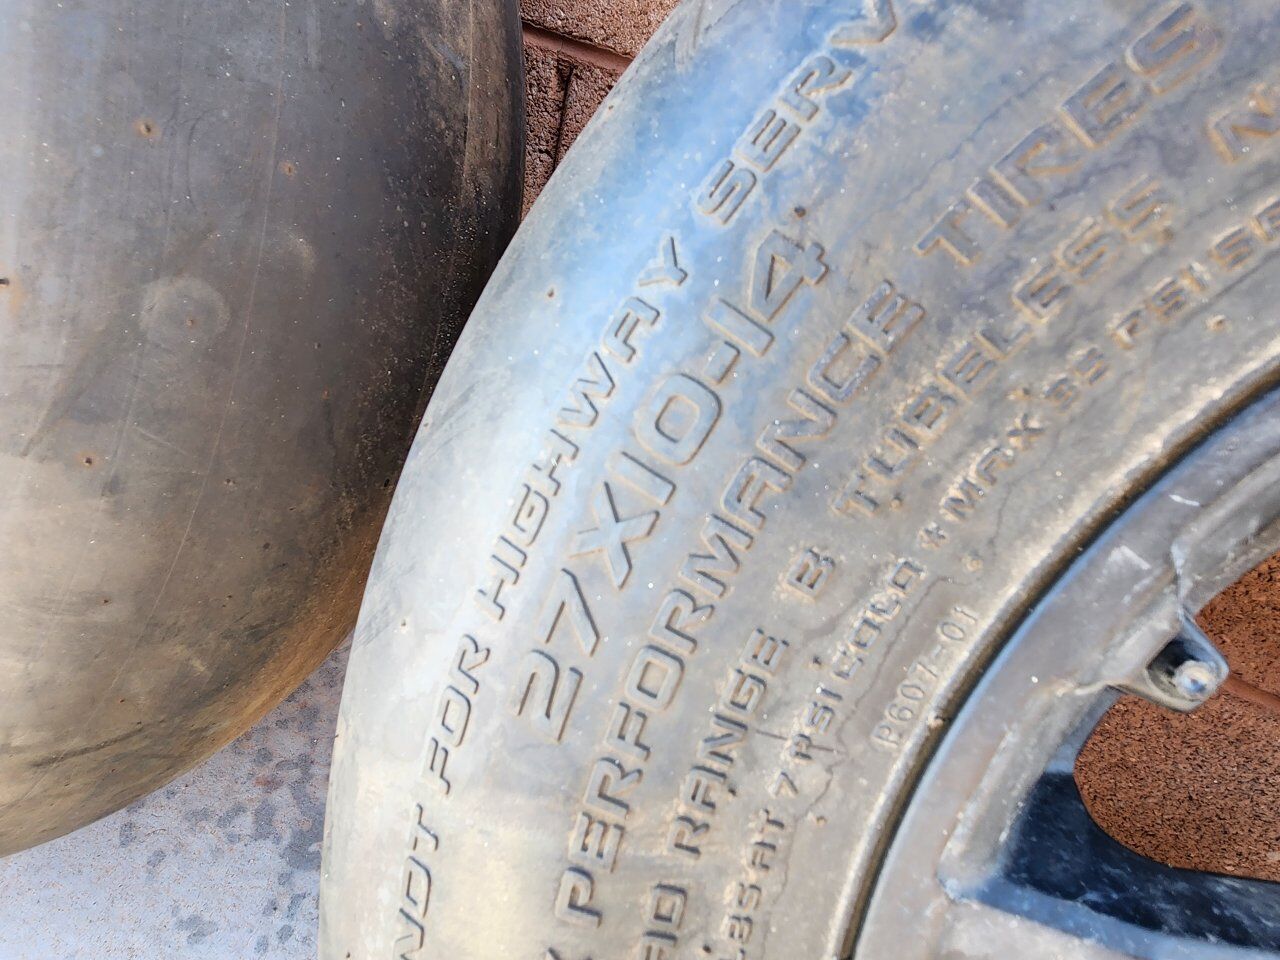 NOT FOR HIGHWAY SERV
27X10-14
PERFORMANCE TIRES
RANGE B TUBELESS N
LBS AT 7 PSI COLD * MAX PSI
P607-01